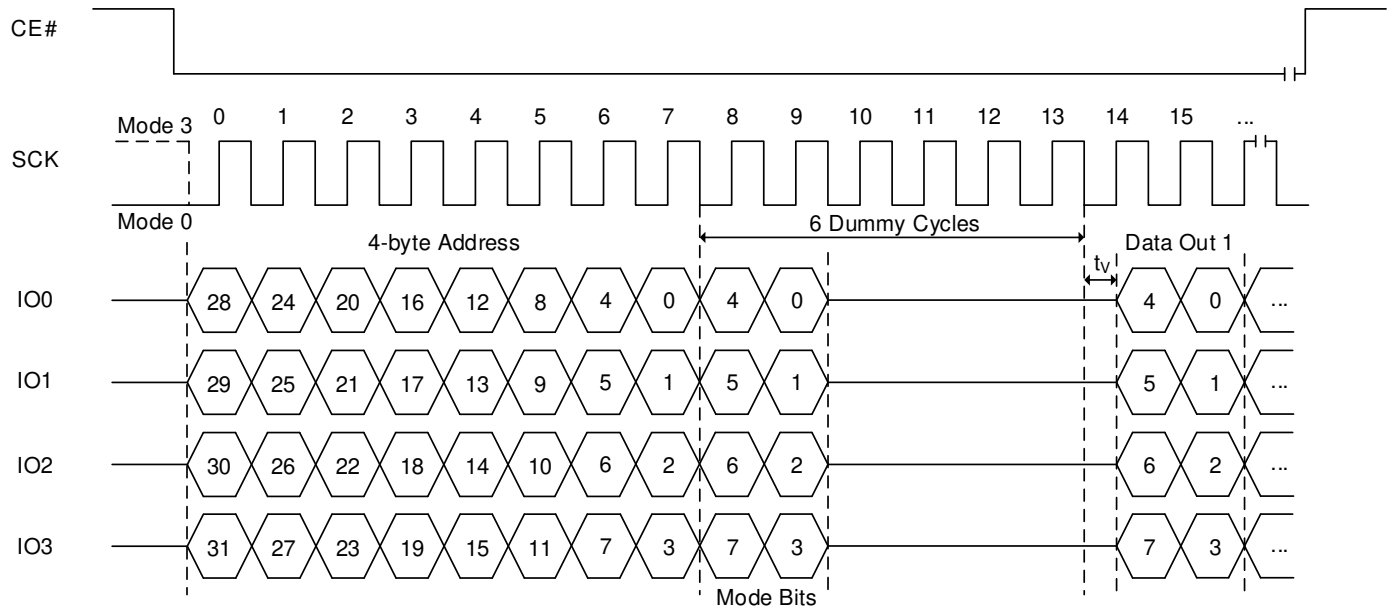 CE#
Mode 3 0 1 2 3 4 5 6 7 8 9 10 11 12 13 14 15 ...
SCK
Mode 0
4-byte Address 6 Dummy Cycles Data Out 1
tV
IO0 28 24 20 16 12 8 4 0 4 0 4 0 ...
IO1 29 25 21 17 13 9 5 1 5 1 5 1 ...
IO2 30 26 22 18 14 10 6 2 6 2 6 2 ...
IO3 31 27 23 19 15 11 7 3 7 3 7 3 ...
Mode Bits